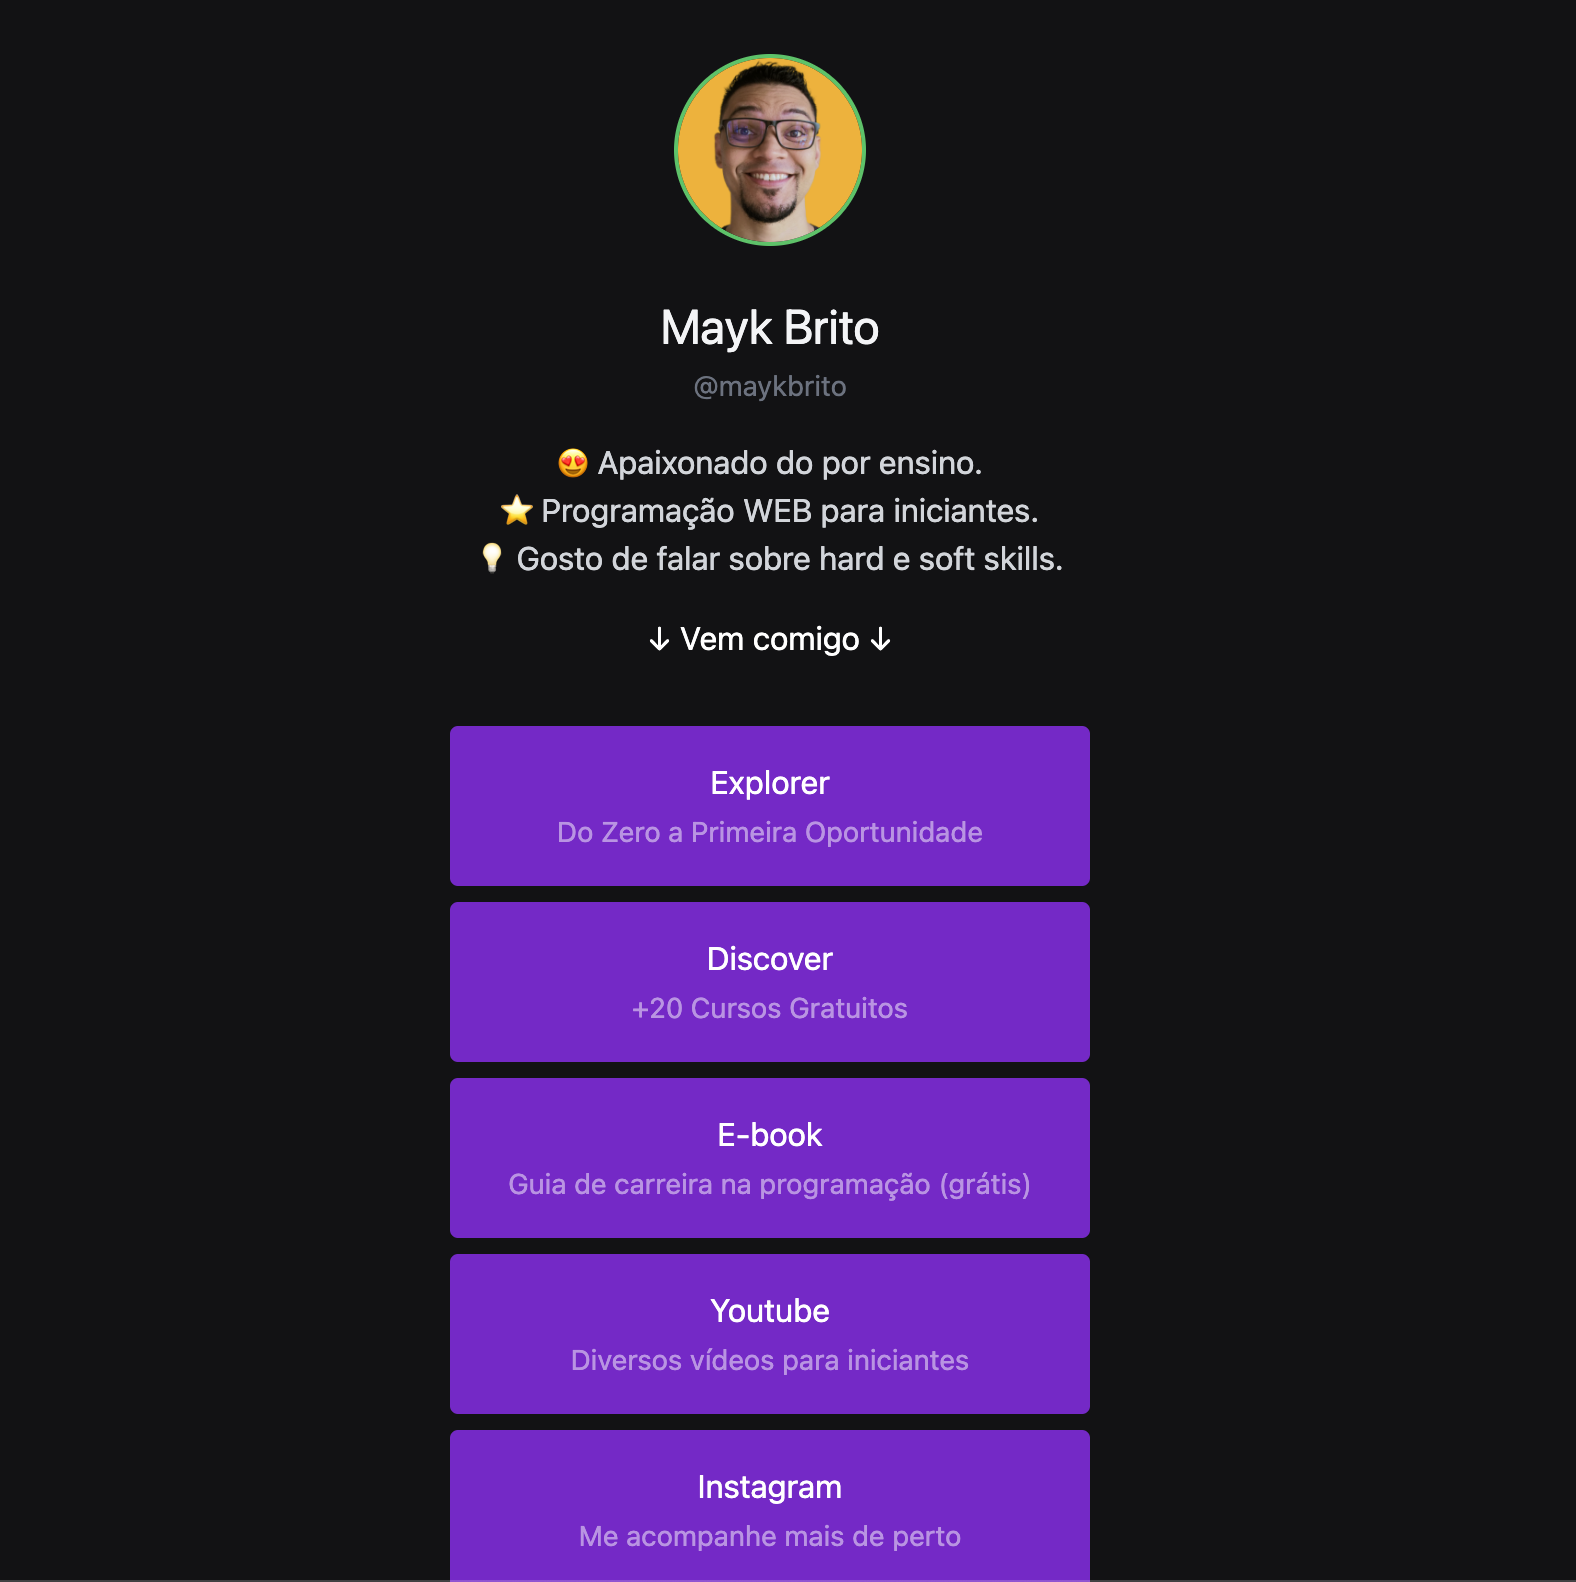 Mayk Brito
@maykbrito
😍 Apaixonado do por ensino.
⭐ Programação WEB para iniciantes.
💡 Gosto de falar sobre hard e soft skills.
↓ Vem comigo ↓
Explorer
Do Zero a Primeira Oportunidade
Discover
+20 Cursos Gratuitos
E-book
Guia de carreira na programação (grátis)
Youtube
Diversos vídeos para iniciantes
Instagram
Me acompanhe mais de perto